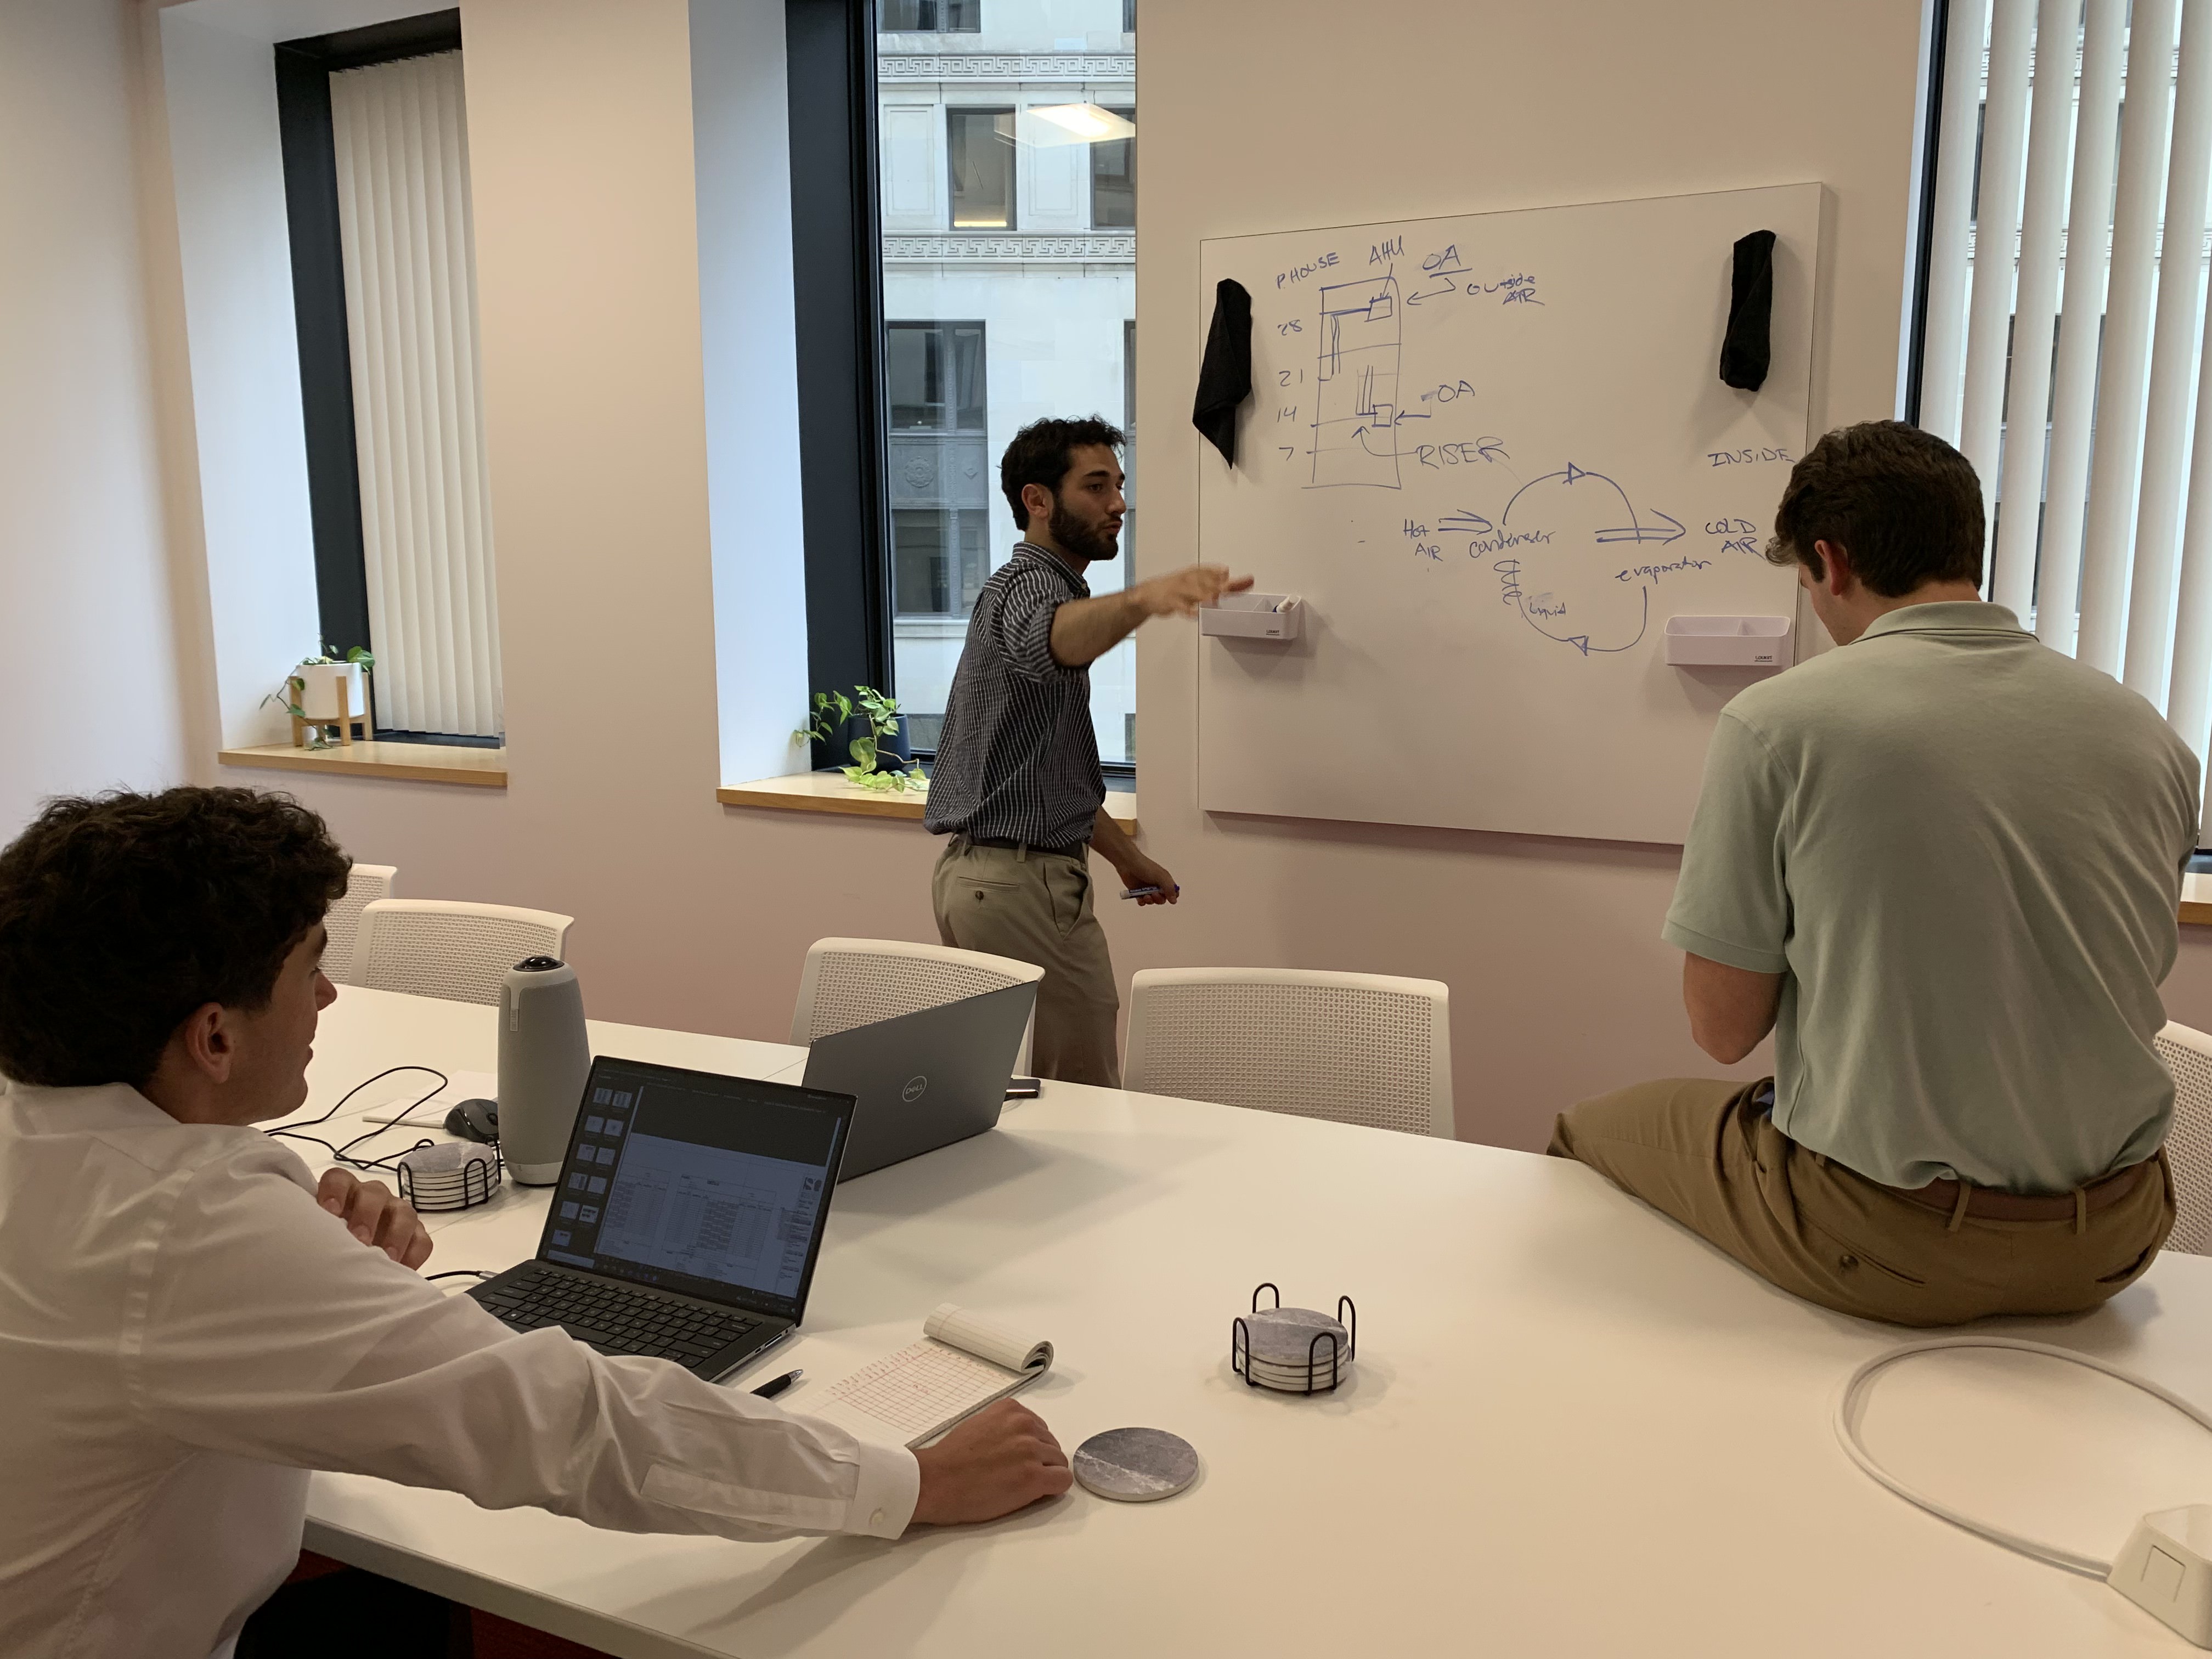 PHOUSE
AHU
OA
Outside
AIR
28
21
14
7
OA
RISER
INSIDE
Hot
AIR
condenser
COLD
AIR
evaporator
Liquid
DELL